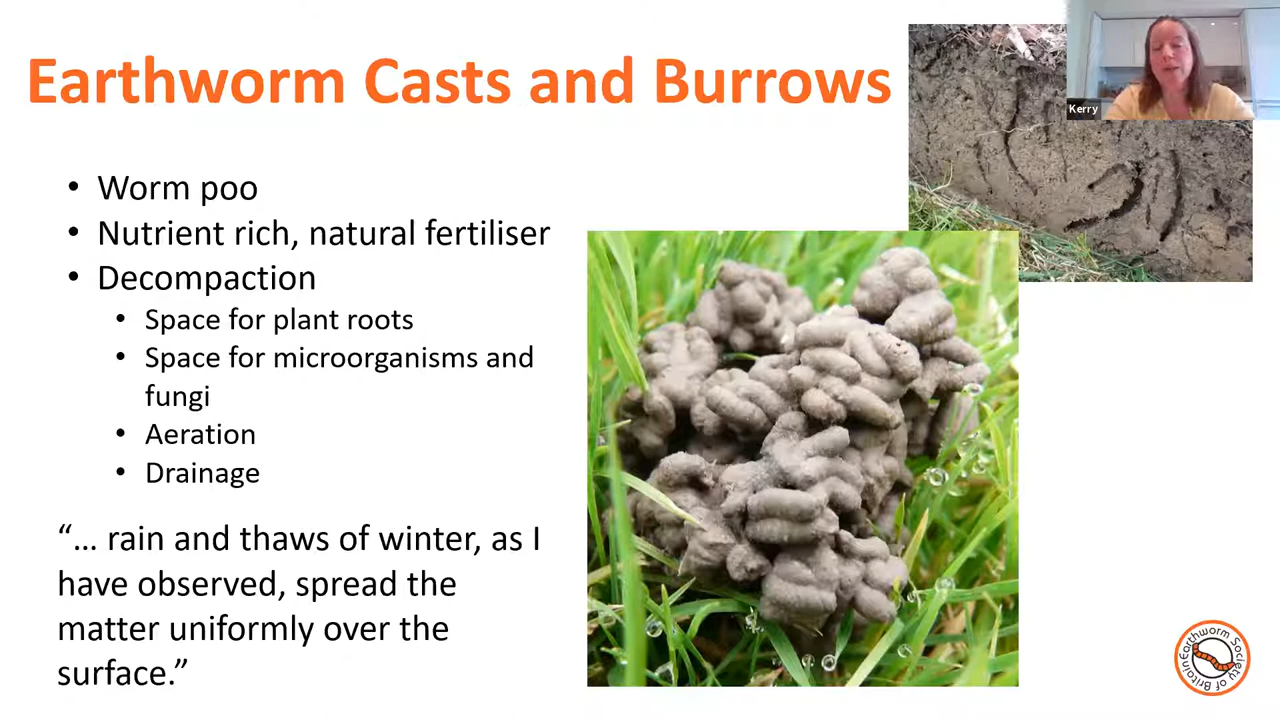 Earthworm Casts and Burrows
Kerry
• Worm poo
• Nutrient rich, natural fertiliser
• Decompaction
• Space for plant roots
• Space for microorganisms and
fungi
• Aeration
• Drainage
“... rain and thaws of winter, as I
have observed, spread the
matter uniformly over the
surface.”
Earthworm Society of Britain